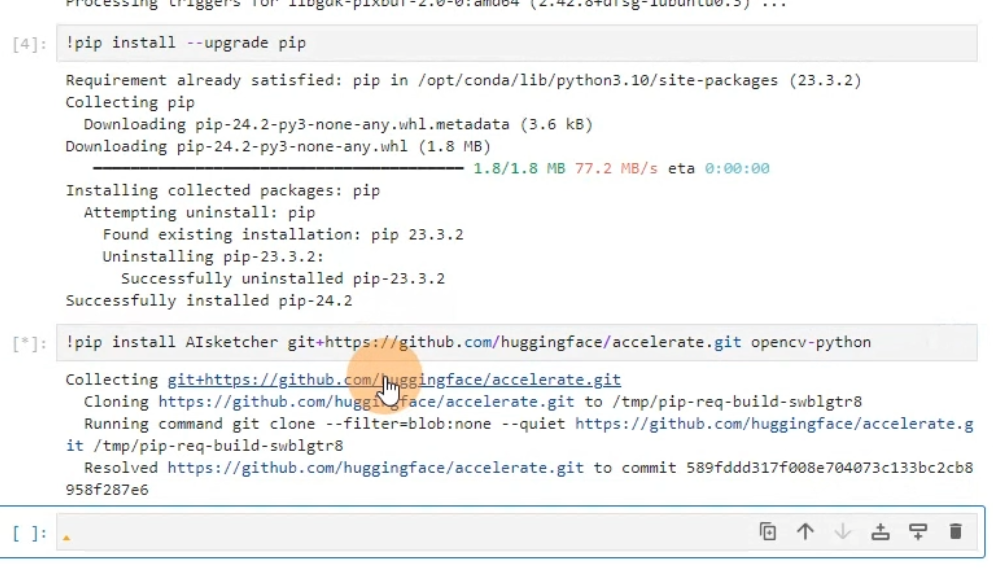 Processing triggers for libgdk-pixbuf-2.0-0:amd64 (2.42.8+dfsg-1ubuntu0.3) ...
[4]: !pip install --upgrade pip
Requirement already satisfied: pip in /opt/conda/lib/python3.10/site-packages (23.3.2)
Collecting pip
Downloading pip-24.2-py3-none-any.whl.metadata (3.6 kB)
Downloading pip-24.2-py3-none-any.whl (1.8 MB)
1.8/1.8 MB 77.2 MB/s eta 0:00:00
Installing collected packages: pip
Attempting uninstall: pip
Found existing installation: pip 23.3.2
Uninstalling pip-23.3.2:
Successfully uninstalled pip-23.3.2
Successfully installed pip-24.2
[*]: !pip install AIsketcher git+https://github.com/huggingface/accelerate.git opencv-python
Collecting git+https://github.com/huggingface/accelerate.git
Cloning https://github.com/huggingface/accelerate.git to /tmp/pip-req-build-swblgtr8
Running command git clone --filter=blob:none --quiet https://github.com/huggingface/accelerate.g
it /tmp/pip-req-build-swblgtr8
Resolved https://github.com/huggingface/accelerate.git to commit 589fddd317f008e704073c133bc2cb8
958f287e6
[ ]: